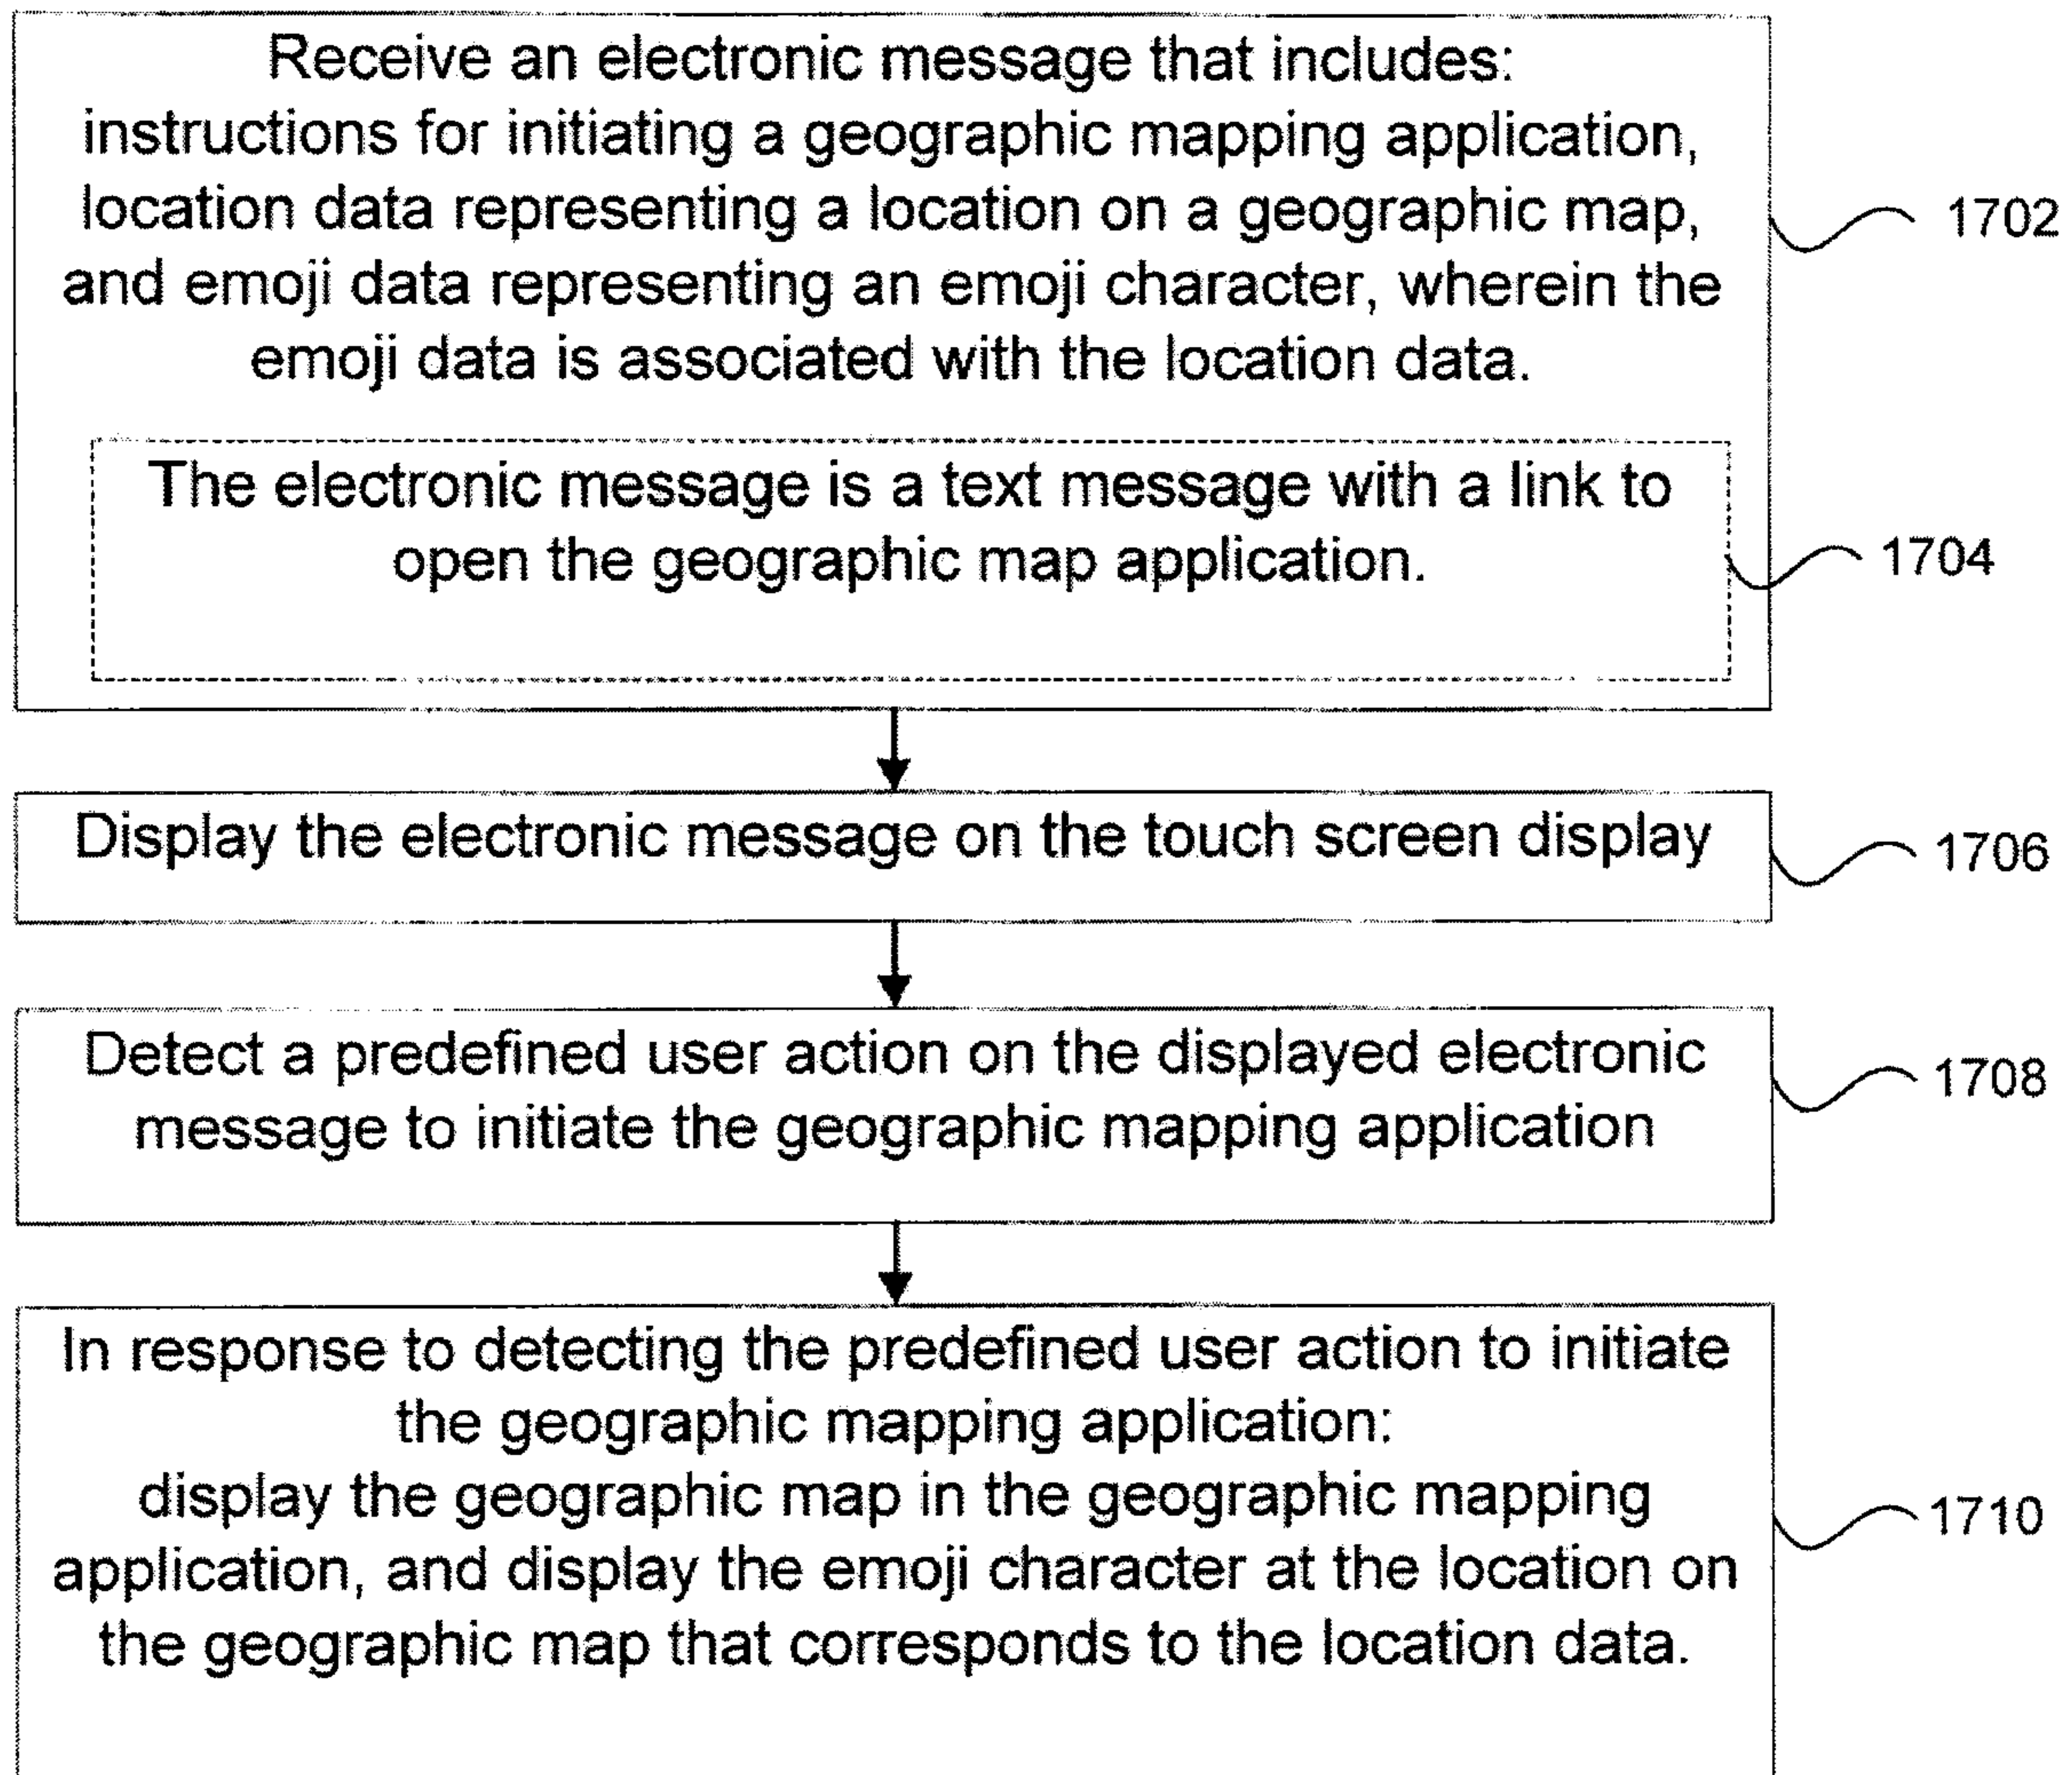 Receive an electronic message that includes:
instructions for initiating a geographic mapping application,
location data representing a location on a geographic map,
and emoji data representing an emoji character, wherein the
emoji data is associated with the location data.
1702
The electronic message is a text message with a link to
open the geographic map application.
1704
Display the electronic message on the touch screen display
1706
Detect a predefined user action on the displayed electronic
message to initiate the geographic mapping application
1708
In response to detecting the predefined user action to initiate
the geographic mapping application:
display the geographic map in the geographic mapping
application, and display the emoji character at the location on
the geographic map that corresponds to the location data.
1710